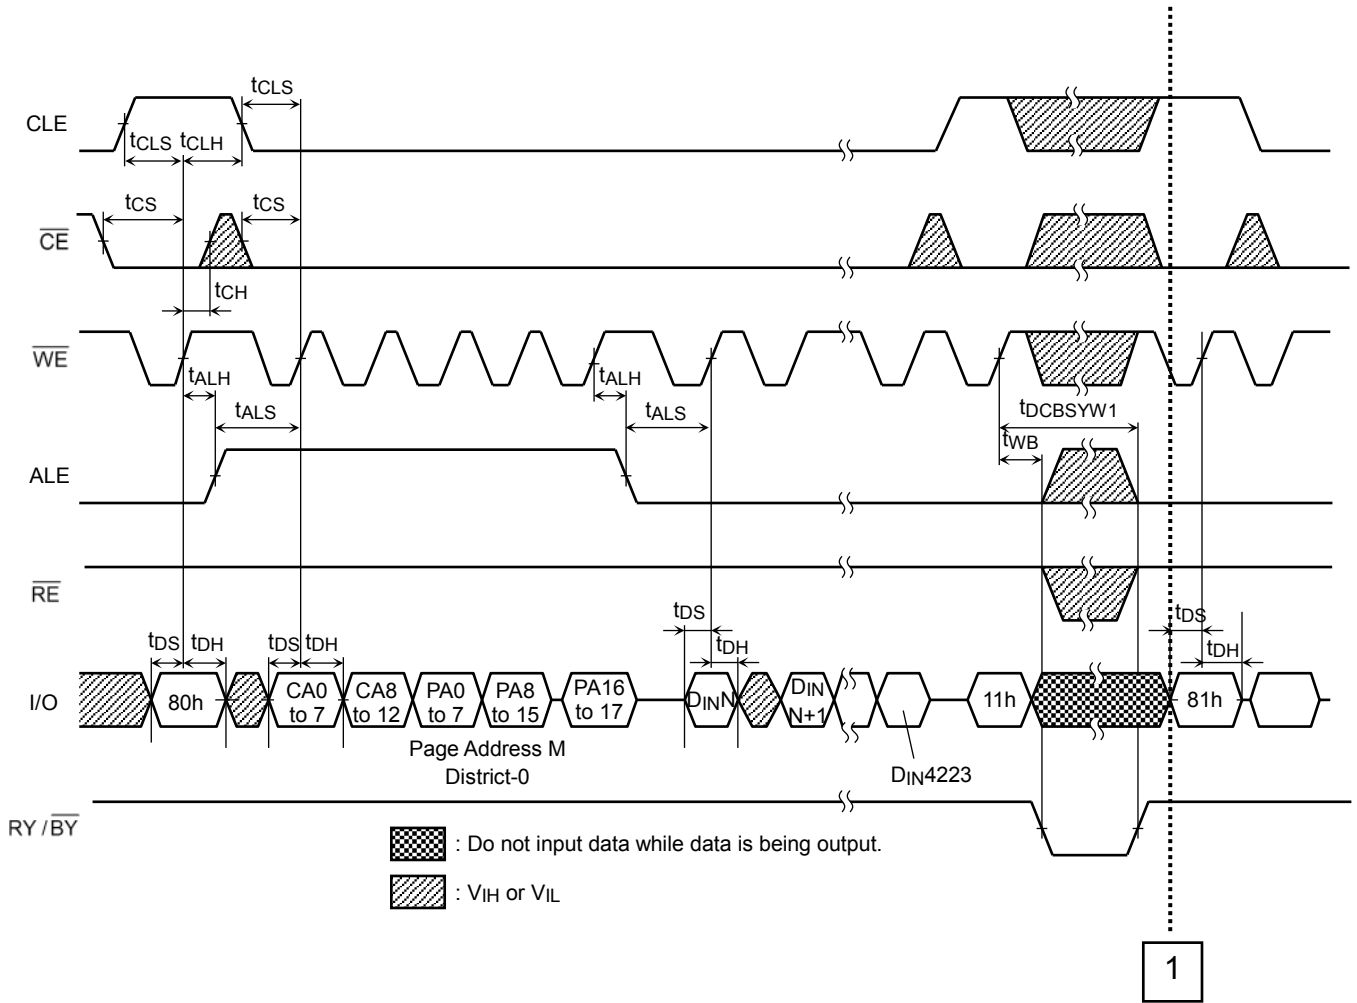 tCLS
CLE
tCLS
tCLH
tCS
tCS
CE
tCH
WE
tALH
tALH
tDCBSYW1
tALS
tALS
tWB
ALE
RE
tDS
tDS
tDS
tDH
tDS
tDH
tDH
tDH
I/O
80h
CA0 to 7
CA8 to 12
PA0 to 7
PA8 to 15
PA16 to 17
DINN
DIN N+1
11h
81h
Page Address M
District-0
DIN4223
RY / BY
: Do not input data while data is being output.
: VIH or VIL
1